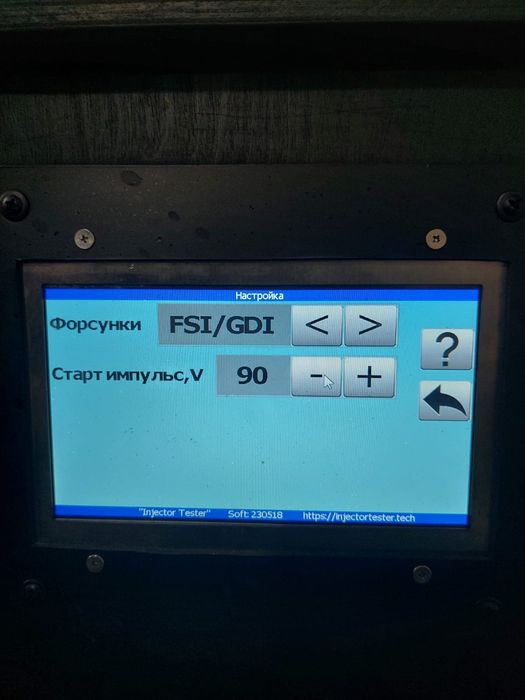 Настройка
Форсунки FSI/GDI < >
?
Старт импульс,V 90 - +
"Injector Tester" Soft: 230518 https://injectortester.tech